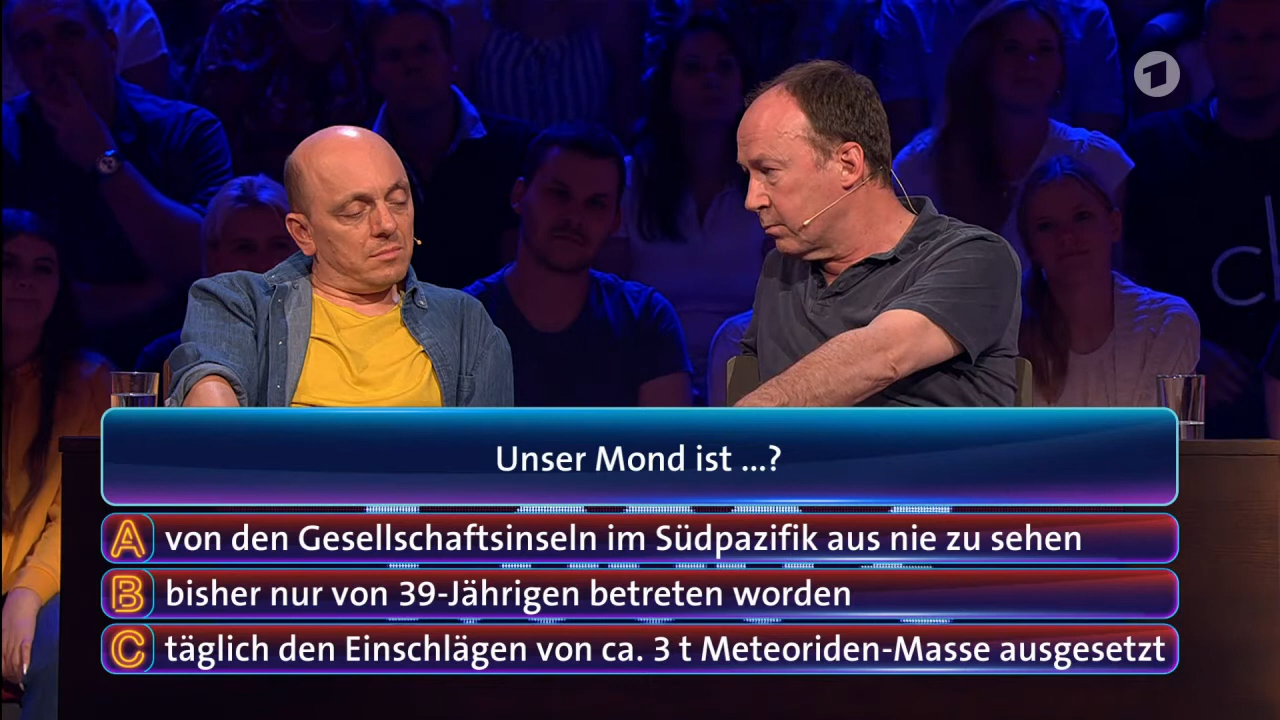 1
Unser Mond ist ...?
A von den Gesellschaftsinseln im Südpazifik aus nie zu sehen
B bisher nur von 39-Jährigen betreten worden
C täglich den Einschlägen von ca. 3 t Meteoriden-Masse ausgesetzt